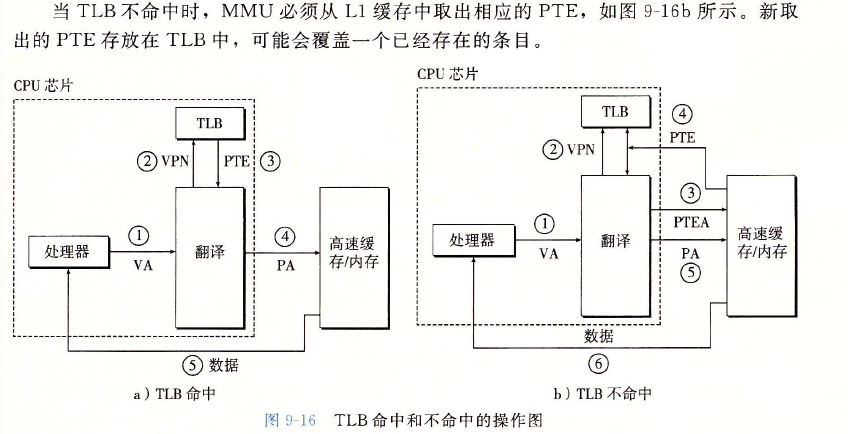 当 TLB 不命中时，MMU 必须从 L1 缓存中取出相应的 PTE，如图 9-16b 所示。新取
出的 PTE 存放在 TLB 中，可能会覆盖一个已经存在的条目。
CPU 芯片
TLB
② VPN
PTE ③
处理器
①
VA
翻译
④
PA
高速缓
存/内存
⑤ 数据
a）TLB 命中
CPU 芯片
TLB
④
PTE
② VPN
③
PTEA
处理器
①
VA
翻译
PA
⑤
高速缓
存/内存
数据
⑥
b）TLB 不命中
图 9-16 TLB 命中和不命中的操作图